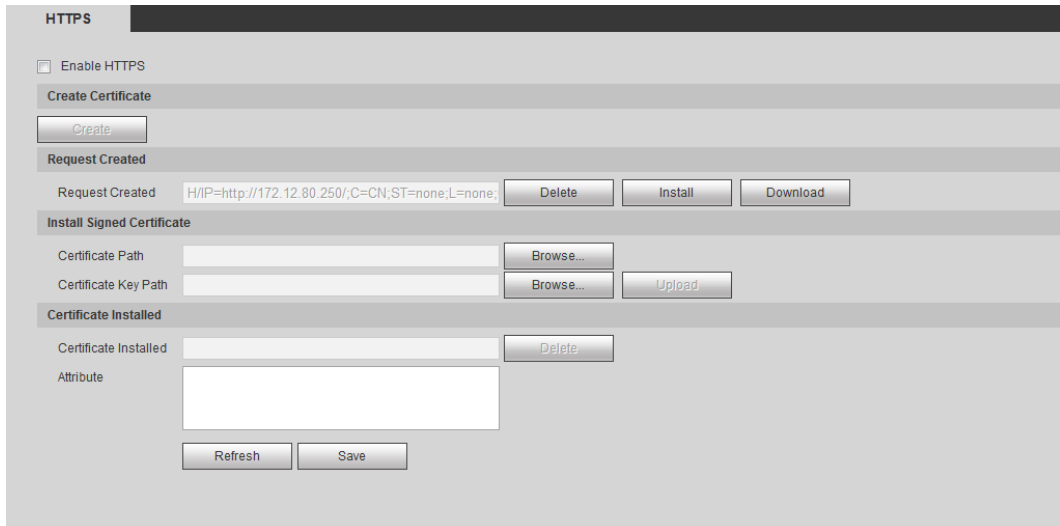 HTTPS
Enable HTTPS
Create Certificate
Create
Request Created
Request Created H/IP=http://172.12.80.250/;C=CN;ST=none;L=none; Delete Install Download
Install Signed Certificate
Certificate Path Browse...
Certificate Key Path Browse... Upload
Certificate Installed
Certificate Installed Delete
Attribute
Refresh Save